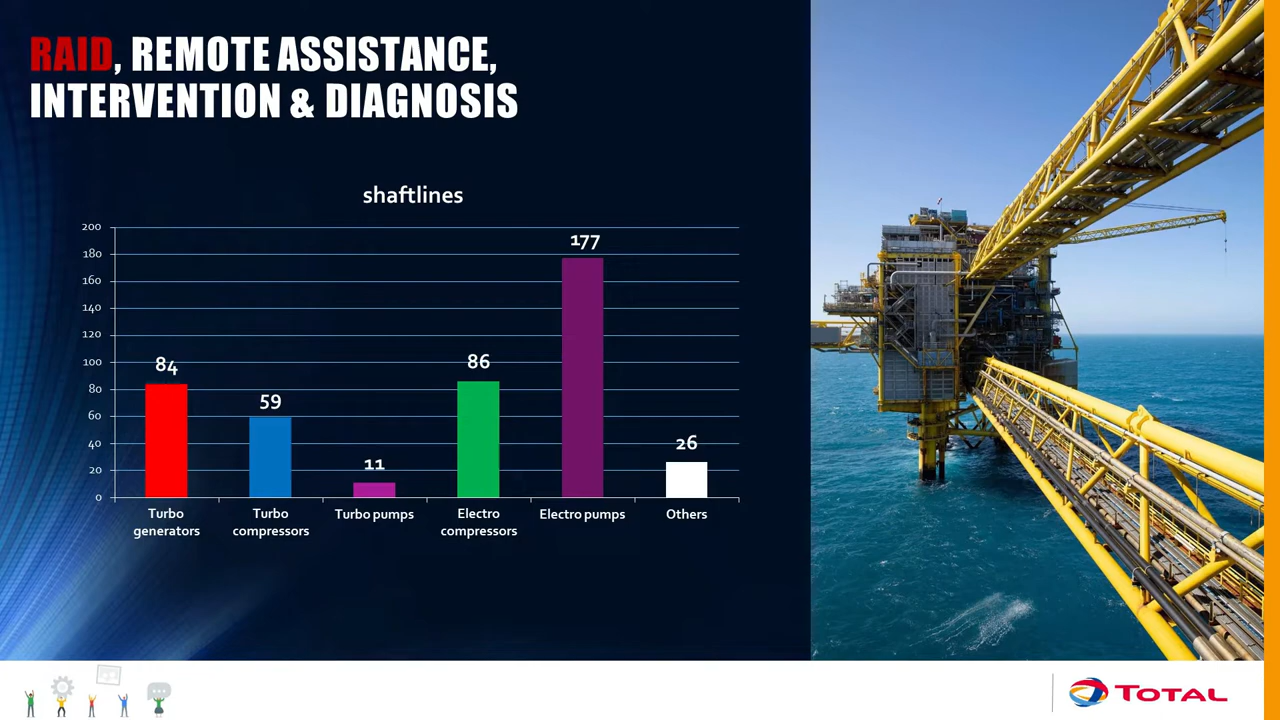 RAID, REMOTE ASSISTANCE,
INTERVENTION & DIAGNOSIS
shaftlines
200
180
160
140
120
100
80
60
40
20
0
84
59
11
86
177
26
Turbo
generators
Turbo
compressors
Turbo pumps
Electro
compressors
Electro pumps
Others
TOTAL